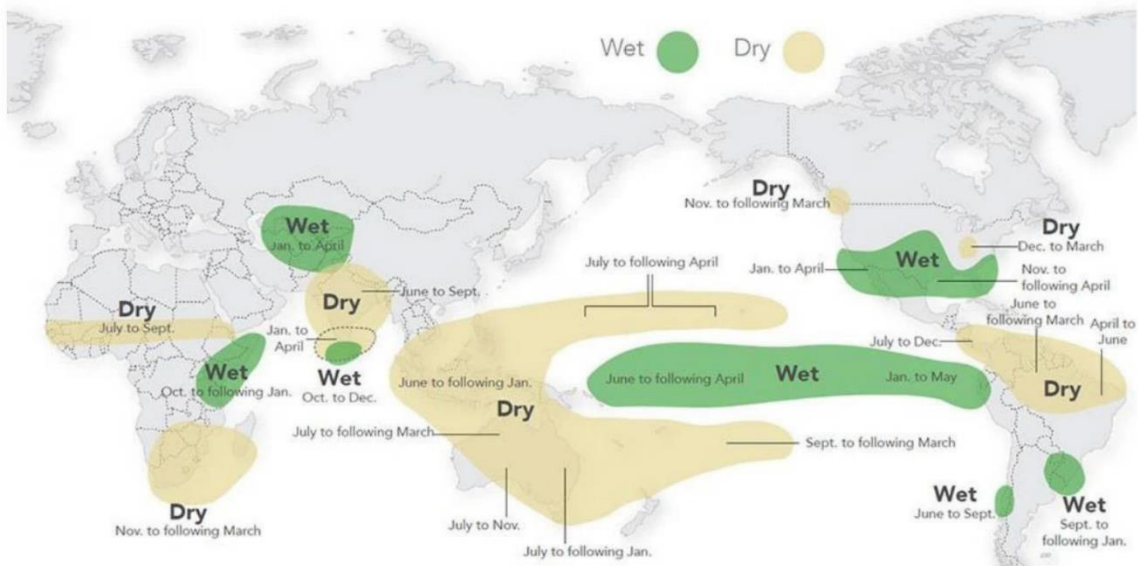 Wet
Dry
Dry
Nov. to following March
Dry
Dec. to March
Wet
Jan. to April
Wet
Jan. to April
Nov. to
following April
July to following April
Dry
June to Sept.
Dry
July to Sept.
Jan. to
April
June to
following March
April to
June
July to Dec.
Wet
Oct. to following Jan.
Wet
Oct. to Dec.
June to following Jan.
June to following April
Wet
Jan. to May
Dry
Dry
July to following March
Sept. to following March
Dry
Nov. to following March
July to Nov.
July to following Jan.
Wet
June to Sept.
Wet
Sept. to
following Jan.